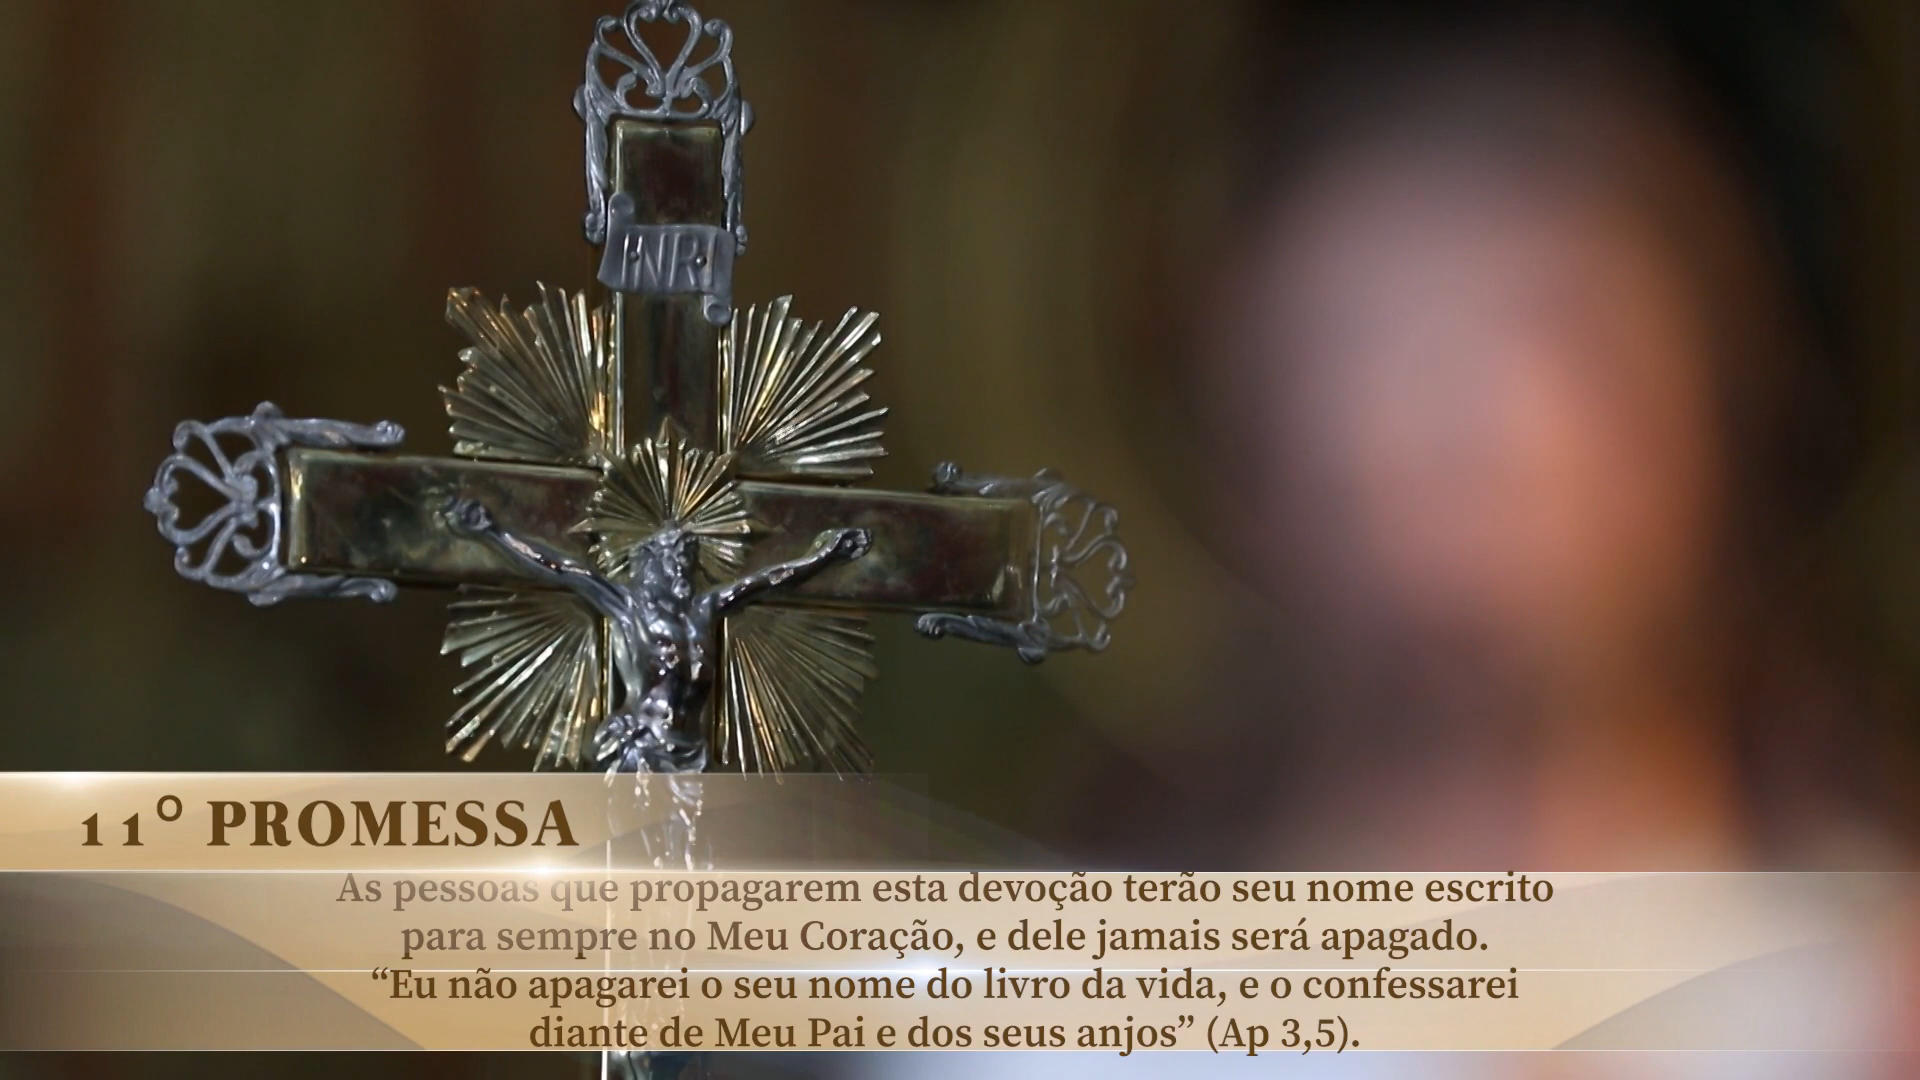 INRI
11° PROMESSA
As pessoas que propagarem esta devoção terão seu nome escrito
para sempre no Meu Coração, e dele jamais será apagado.
“Eu não apagarei o seu nome do livro da vida, e o confessarei
diante de Meu Pai e dos seus anjos” (Ap 3,5).